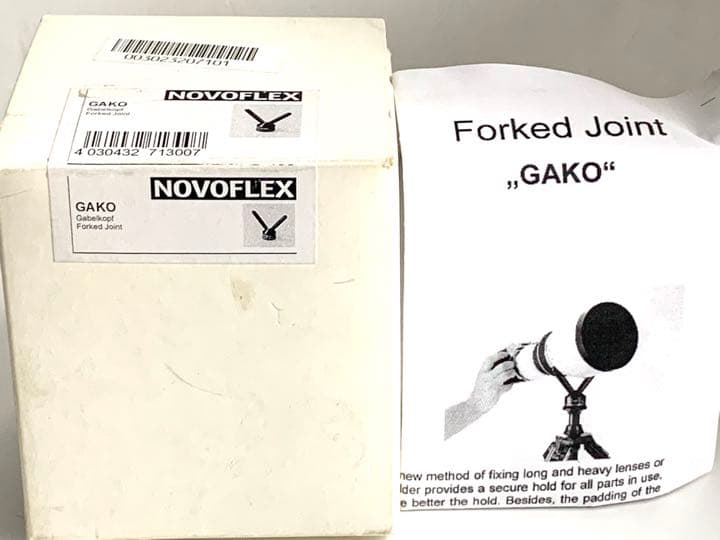 003023207101
NOVOFLEX
GAKO
Gabelkopf
Forked Joint
4 030432 713007
NOVOFLEX
GAKO
Gabelkopf
Forked Joint
Forked Joint
„GAKO“
new method of fixing long and heavy lenses or
lder provides a secure hold for all parts in use.
e better the hold. Besides, the padding of the